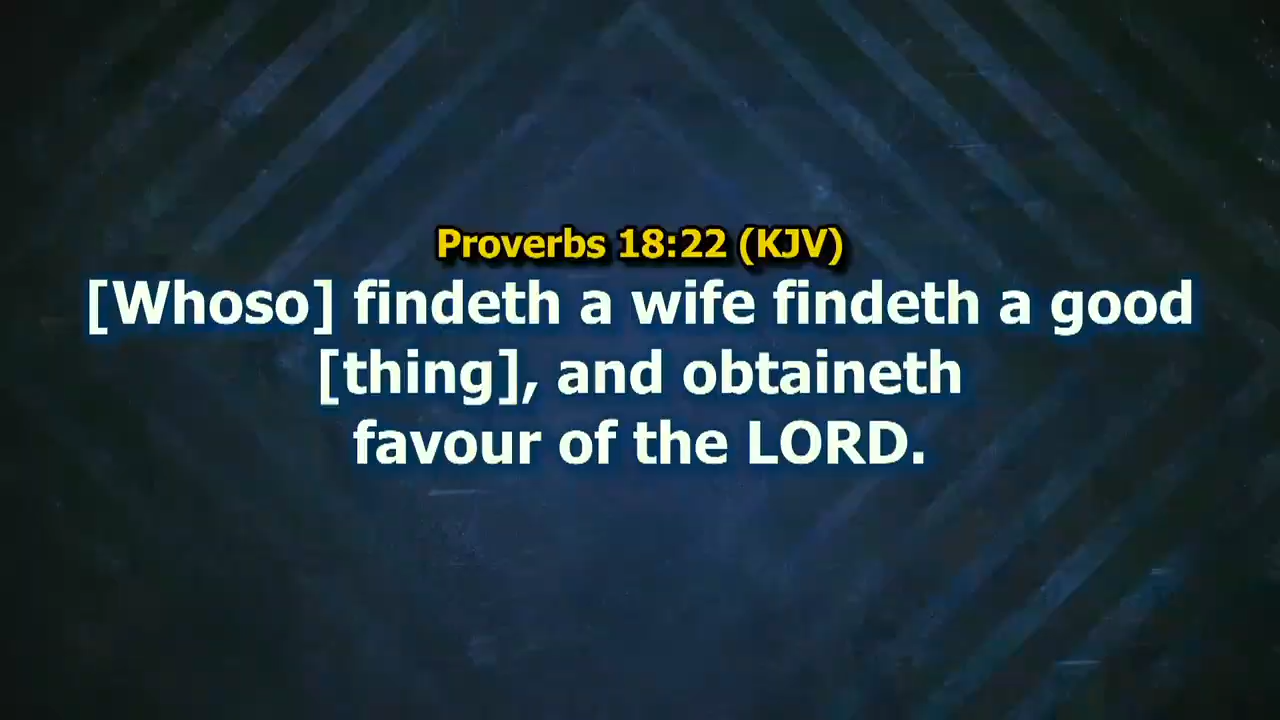 Proverbs 18:22 (KJV)
[Whoso] findeth a wife findeth a good
[thing], and obtaineth
favour of the LORD.